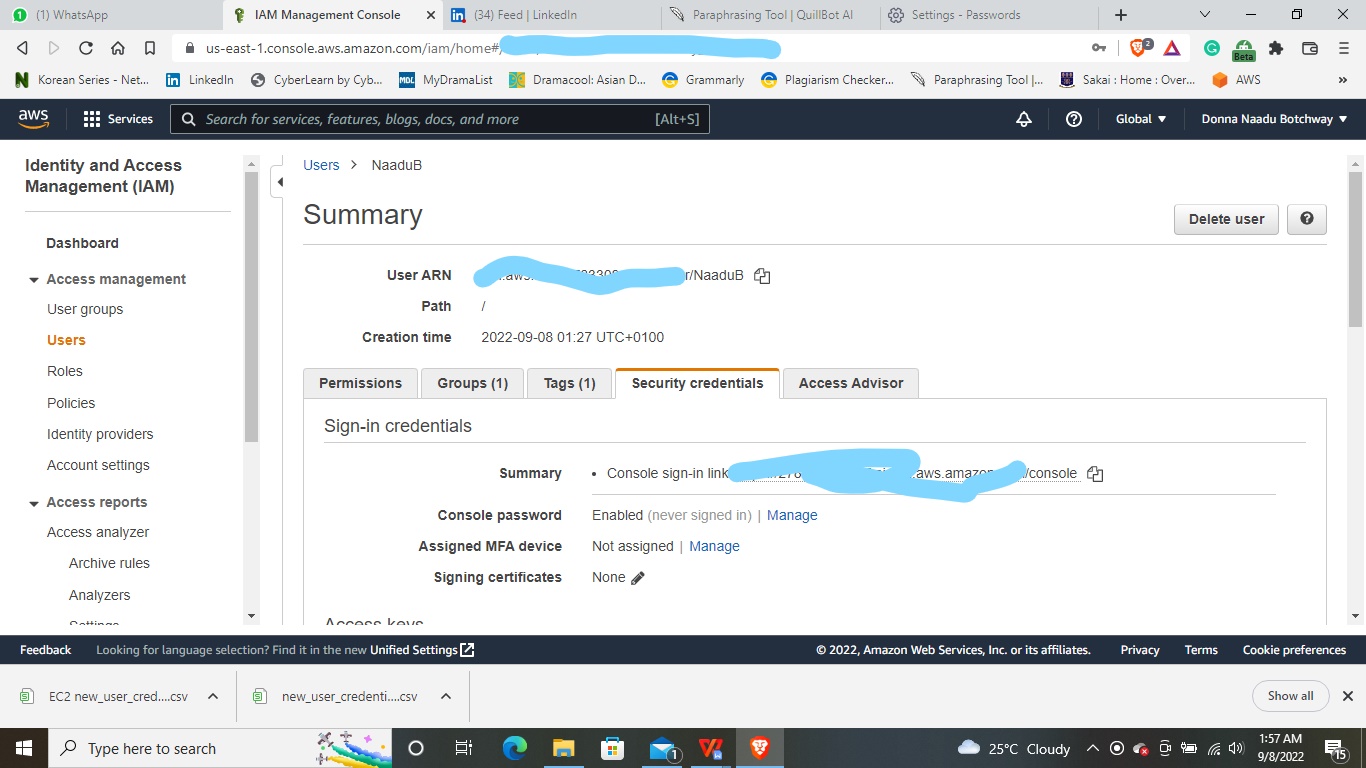 (1) WhatsApp
IAM Management Console
(34) Feed | LinkedIn
Paraphrasing Tool | QuillBot AI
Settings - Passwords
us-east-1.console.aws.amazon.com/iam/home#
2
Beta
Korean Series - Net...
LinkedIn
CyberLearn by Cyb...
MyDramaList
Dramacool: Asian D...
Grammarly
Plagiarism Checker...
Paraphrasing Tool |...
Sakai : Home : Over...
AWS
»
aws
Services
Search for services, features, blogs, docs, and more [Alt+S]
Global
Donna Naadu Botchway
Identity and Access
Management (IAM)
Dashboard
Access management
User groups
Users
Roles
Policies
Identity providers
Account settings
Access reports
Access analyzer
Archive rules
Analyzers
Settings
Users > NaaduB
Summary
Delete user
User ARN r/NaaduB
Path /
Creation time 2022-09-08 01:27 UTC+0100
Permissions
Groups (1)
Tags (1)
Security credentials
Access Advisor
Sign-in credentials
Summary • Console sign-in link .aws.amazon /console
Console password Enabled (never signed in) | Manage
Assigned MFA device Not assigned | Manage
Signing certificates None
Access keys
Feedback
Looking for language selection? Find it in the new Unified Settings
© 2022, Amazon Web Services, Inc. or its affiliates.
Privacy
Terms
Cookie preferences
EC2 new_user_cred....csv
new_user_credenti....csv
Show all
Type here to search
1
25°C Cloudy
1:57 AM
9/8/2022
15